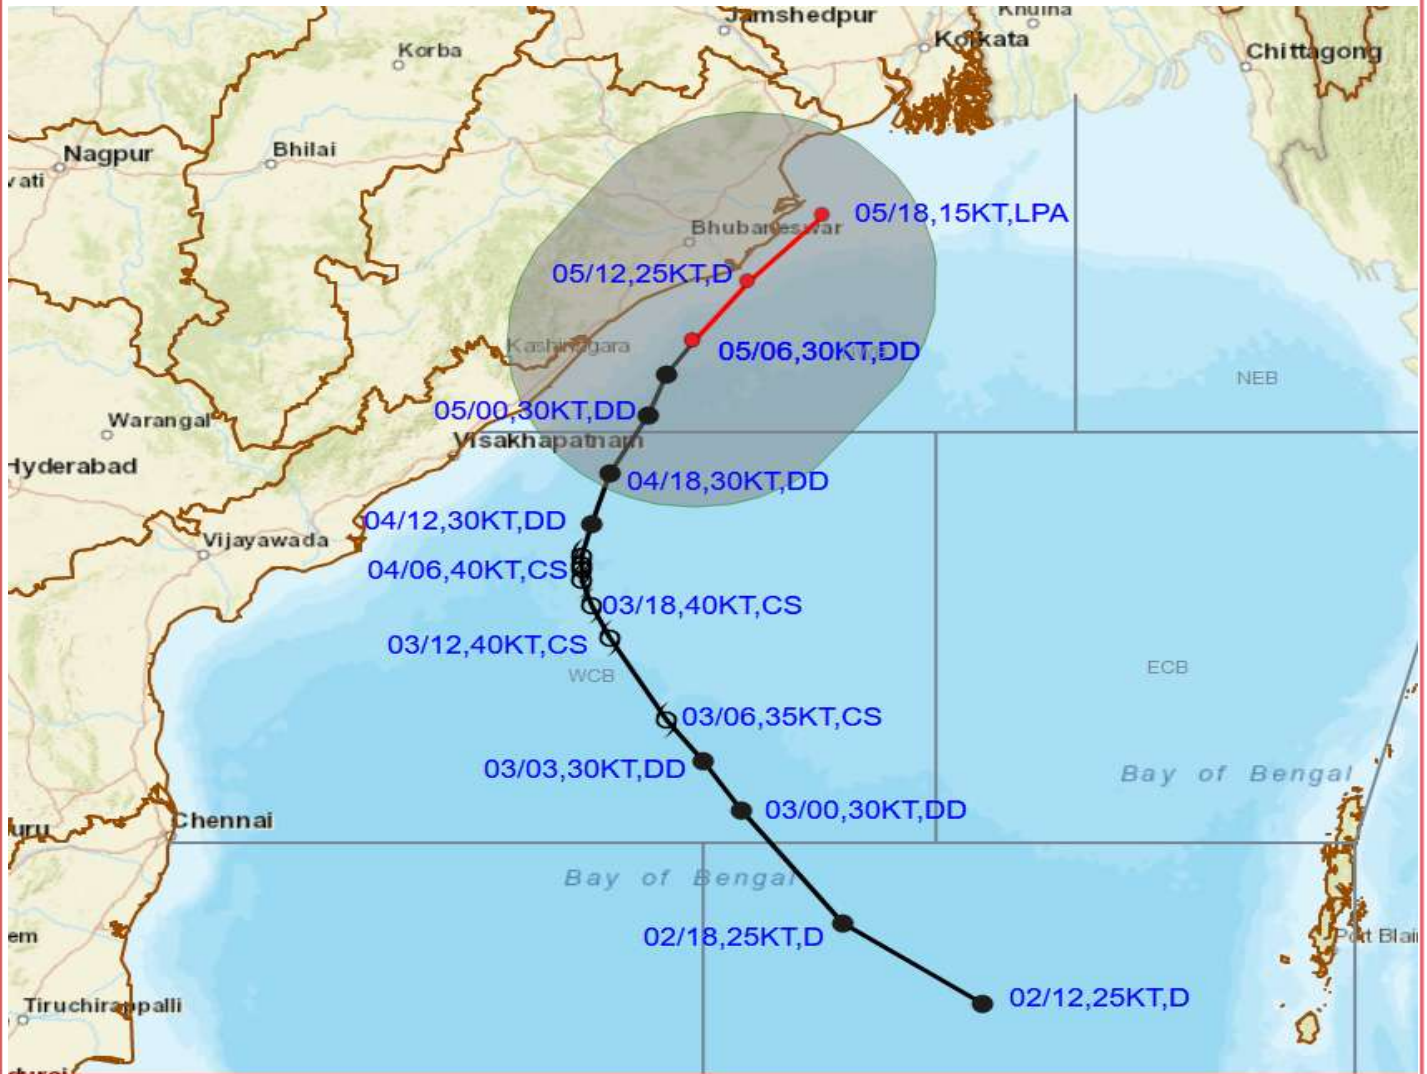 Jamshedpur
Khulna
Kolkata
Korba
Chittagong
Nagpur
Bhilai
vati
05/18,15KT,LPA
Bhubaneswar
05/12,25KT,D
Kashinagara
05/06,30KT,DD
NEB
05/00,30KT,DD
Warangal
Visakhapatnam
Hyderabad
04/18,30KT,DD
04/12,30KT,DD
Vijayawada
04/06,40KT,CS
03/18,40KT,CS
03/12,40KT,CS
WCB
ECB
03/06,35KT,CS
03/03,30KT,DD
Bay of Bengal
03/00,30KT,DD
uru
Chennai
Bay of Bengal
em
02/18,25KT,D
Port Blair
02/12,25KT,D
Tiruchirappalli
durai